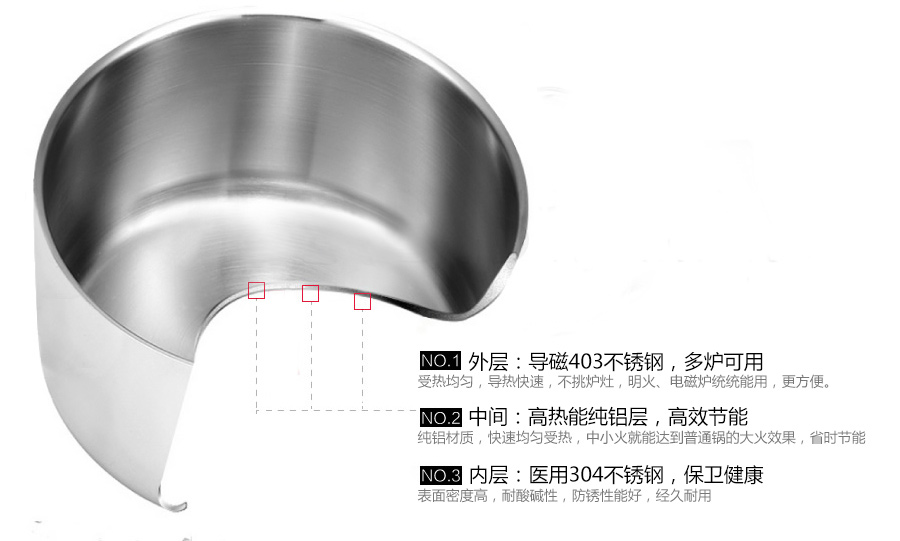 NO.1 外层：导磁403不锈钢，多炉可用
受热均匀，导热快速，不挑炉灶，明火、电磁炉统统能用，更方便。
NO.2 中间：高热能纯铝层，高效节能
纯铝材质，快速均匀受热，中小火就能达到普通锅的大火效果，省时节能
NO.3 内层：医用304不锈钢，保卫健康
表面密度高，耐酸碱性，防锈性能好，经久耐用